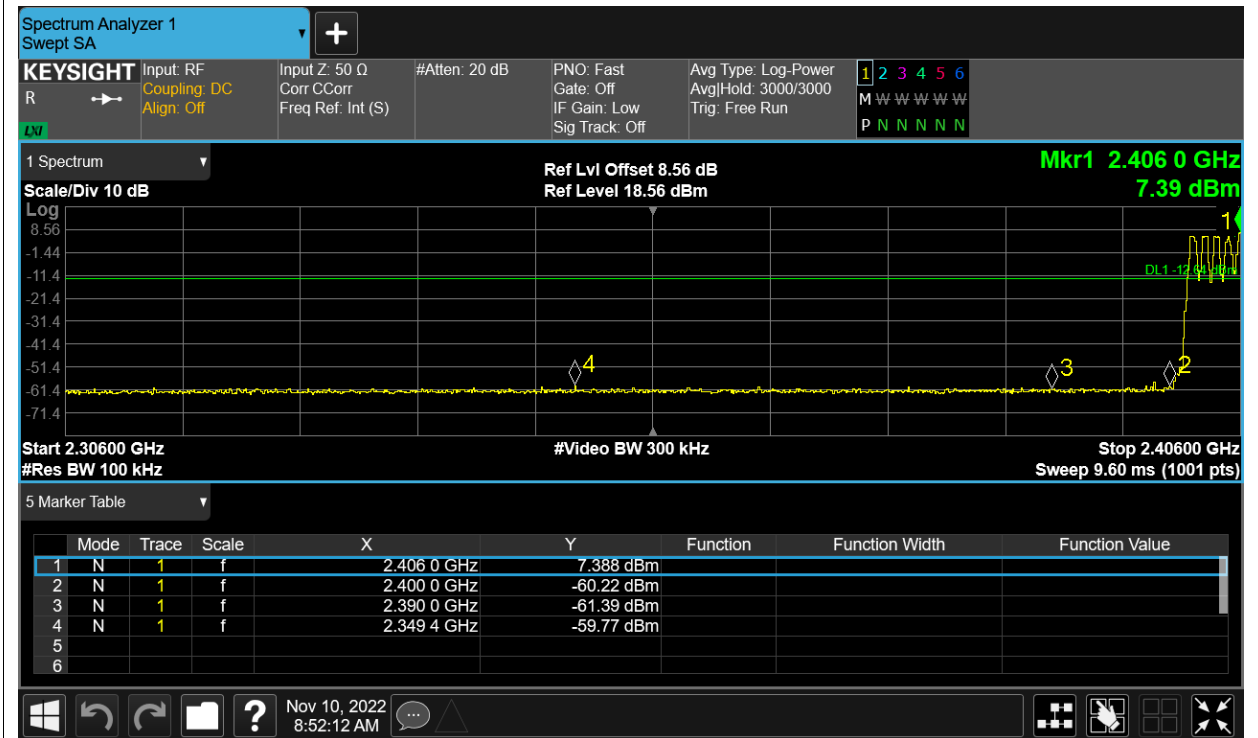 Spectrum Analyzer 1
Swept SA
KEYSIGHT
R
LXI
Input: RF
Coupling: DC
Align: Off
Input Z: 50 Ω
Corr CCorr
Freq Ref: Int (S)
#Atten: 20 dB
PNO: Fast
Gate: Off
IF Gain: Low
Sig Track: Off
Avg Type: Log-Power
Avg|Hold: 3000/3000
Trig: Free Run
1 2 3 4 5 6
M W W W W W
P N N N N N
1 Spectrum
Scale/Div 10 dB
Ref Lvl Offset 8.56 dB
Ref Level 18.56 dBm
Mkr1 2.406 0 GHz
7.39 dBm
Log
8.56
-1.44
-11.4
-21.4
-31.4
-41.4
-51.4
-61.4
-71.4
1
DL1 -12.64 dBm
4
3
2
Start 2.30600 GHz
#Res BW 100 kHz
#Video BW 300 kHz
Stop 2.40600 GHz
Sweep 9.60 ms (1001 pts)
5 Marker Table
Mode Trace Scale X Y Function Function Width Function Value
1 N 1 f 2.406 0 GHz 7.388 dBm
2 N 1 f 2.400 0 GHz -60.22 dBm
3 N 1 f 2.390 0 GHz -61.39 dBm
4 N 1 f 2.349 4 GHz -59.77 dBm
5
6
?
Nov 10, 2022
8:52:12 AM